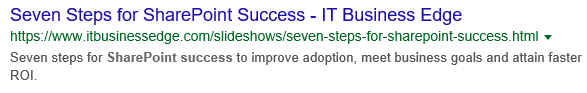 Seven Steps for SharePoint Success - IT Business Edge
https://www.itbusinessedge.com/slideshows/seven-steps-for-sharepoint-success.html
Seven steps for SharePoint success to improve adoption, meet business goals and attain faster
ROI.